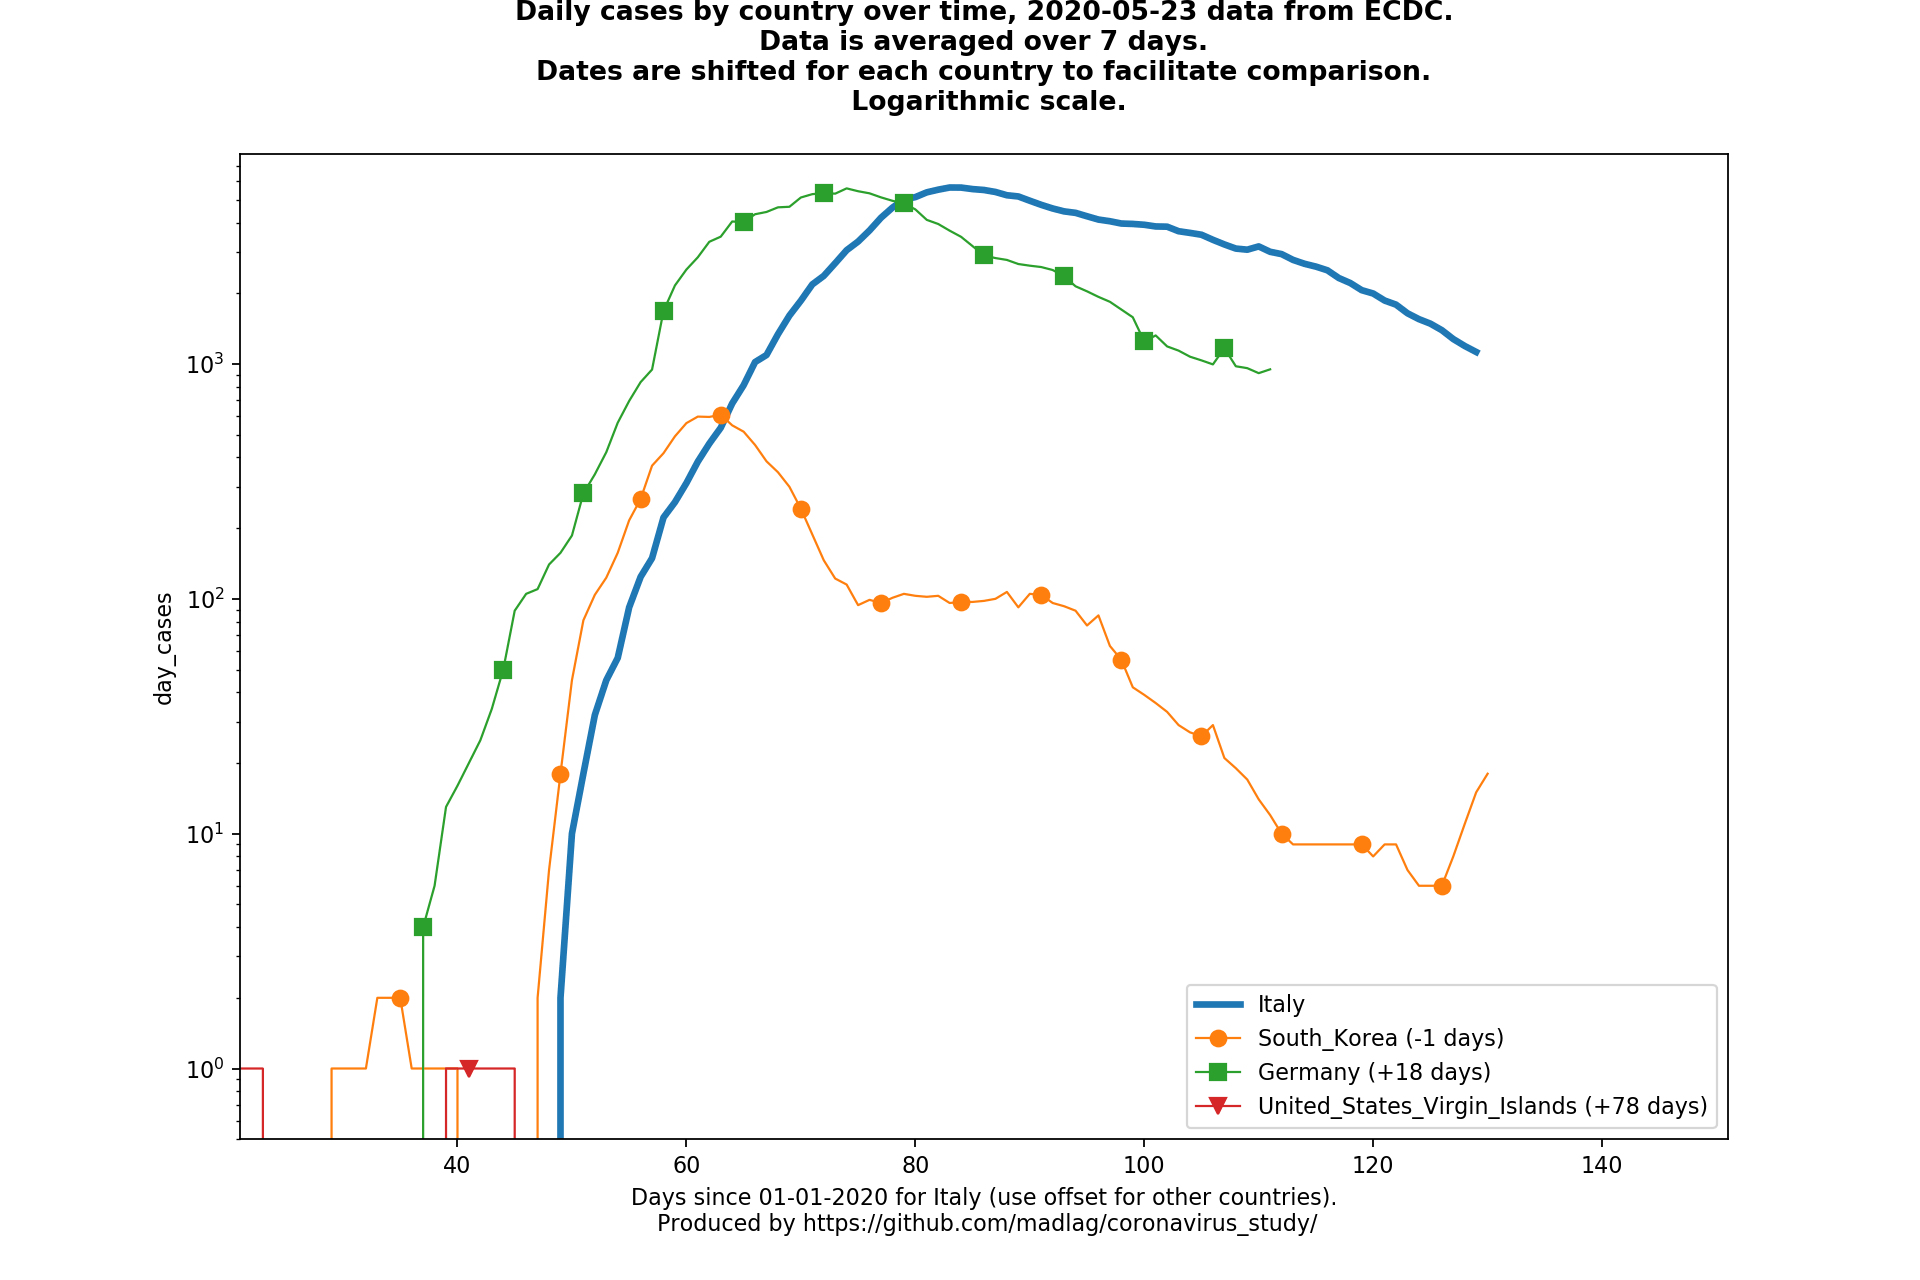 Daily cases by country over time, 2020-05-23 data from ECDC.
Data is averaged over 7 days.
Dates are shifted for each country to facilitate comparison.
Logarithmic scale.
10³
10²
10¹
10⁰
day_cases
Italy
South_Korea (-1 days)
Germany (+18 days)
United_States_Virgin_Islands (+78 days)
40 60 80 100 120 140
Days since 01-01-2020 for Italy (use offset for other countries).
Produced by https://github.com/madlag/coronavirus_study/